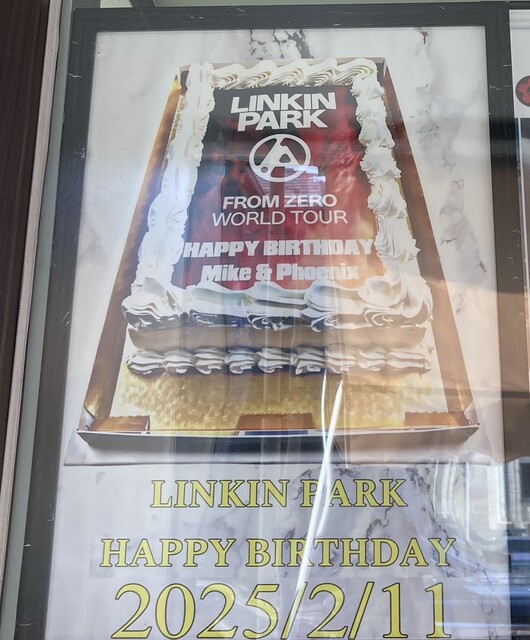 LINKIN
PARK
FROM ZERO
WORLD TOUR
HAPPY BIRTHDAY
Mike & Phoenix
LINKIN PARK
HAPPY BIRTHDAY
2025/2/11